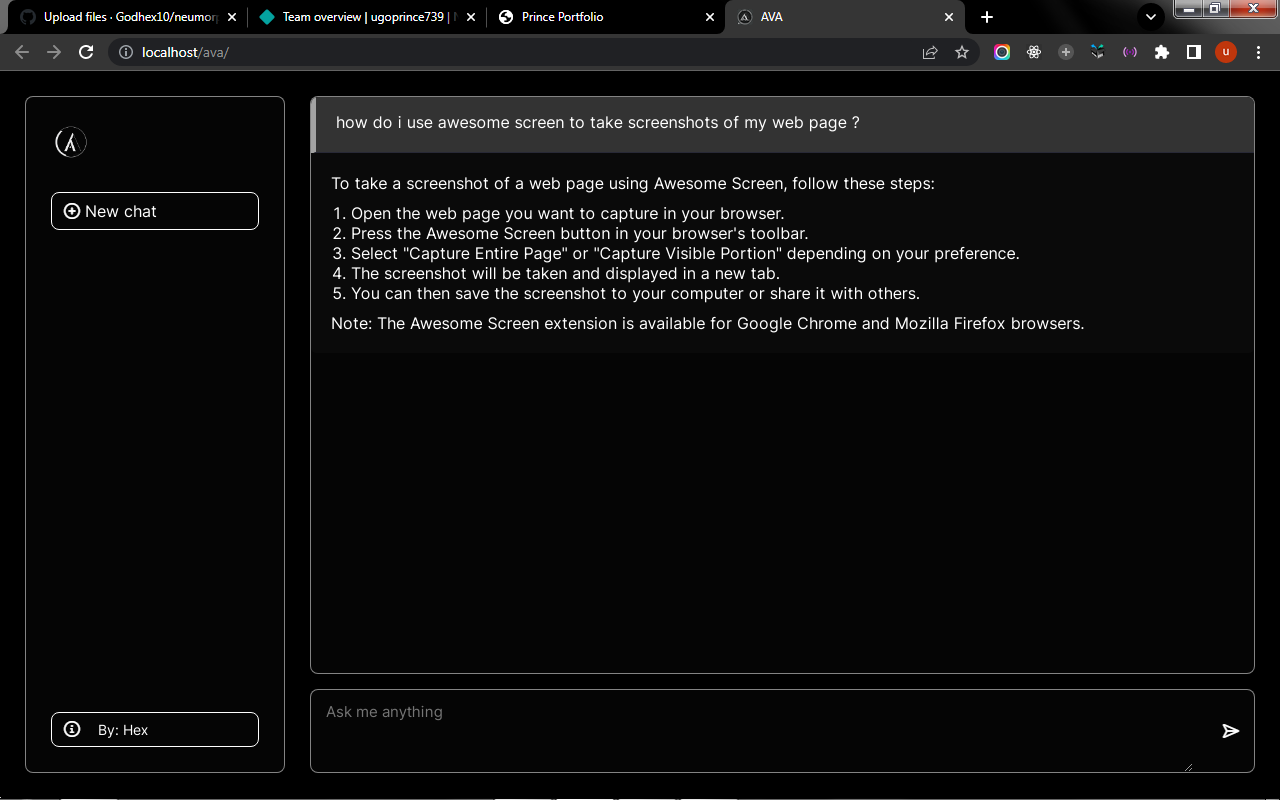 Upload files · Godhex10/neumor
Team overview | ugoprince739 | N
Prince Portfolio
AVA
localhost/ava/
u
New chat
By: Hex
how do i use awesome screen to take screenshots of my web page ?
To take a screenshot of a web page using Awesome Screen, follow these steps:
1. Open the web page you want to capture in your browser.
2. Press the Awesome Screen button in your browser's toolbar.
3. Select "Capture Entire Page" or "Capture Visible Portion" depending on your preference.
4. The screenshot will be taken and displayed in a new tab.
5. You can then save the screenshot to your computer or share it with others.
Note: The Awesome Screen extension is available for Google Chrome and Mozilla Firefox browsers.
Ask me anything